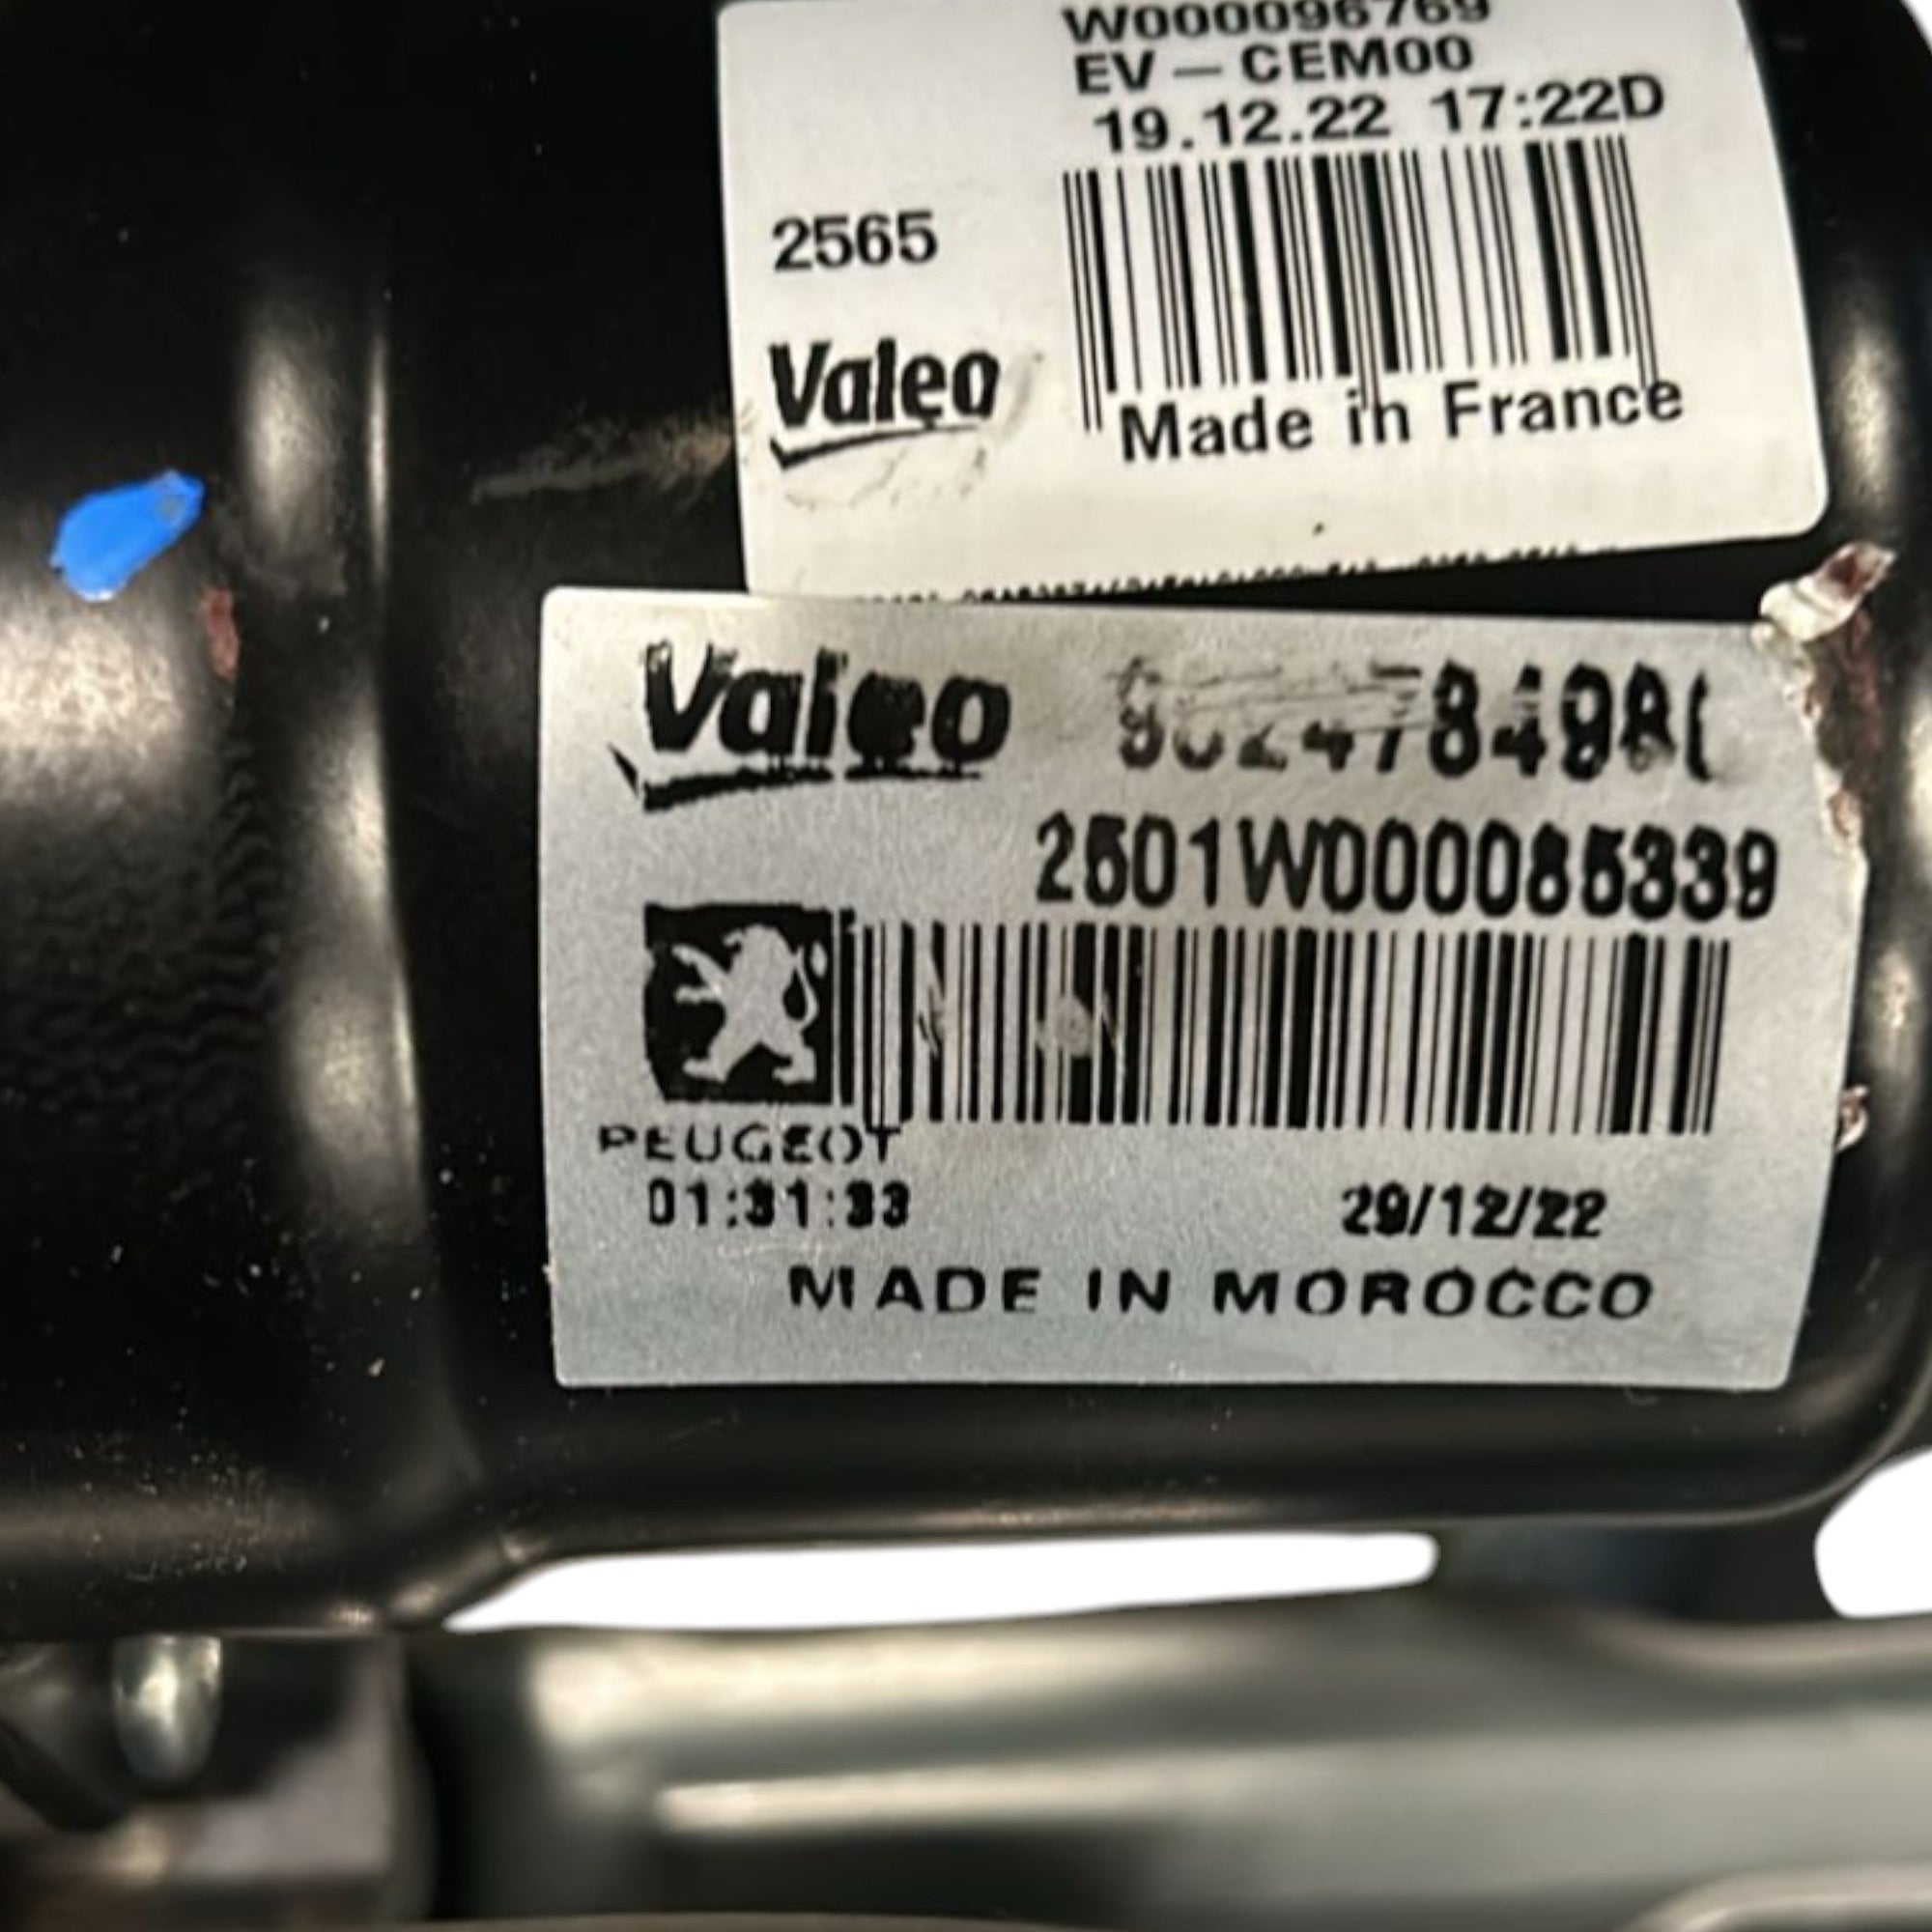 W000096769
EV – CEM00
19.12.22 17:22D
2565
Valeo
Made in France
Valeo
2501W000085339
PEUGEOT
01:31:33 29/12/22
MADE IN MOROCCO